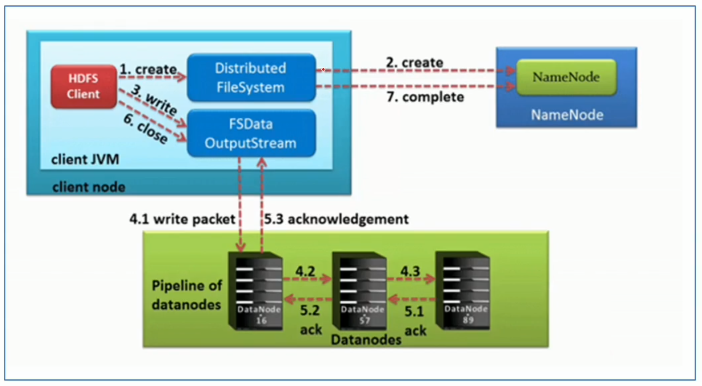 1. create
2. create
HDFS
Client
Distributed
FileSystem
NameNode
NameNode
3. write
7. complete
6. close
FSData
OutputStream
client JVM
client node
4.1 write packet
5.3 acknowledgement
Pipeline of
datanodes
4.2
4.3
DataNode
16
DataNode
57
DataNode
89
5.2
ack
5.1
ack
Datanodes